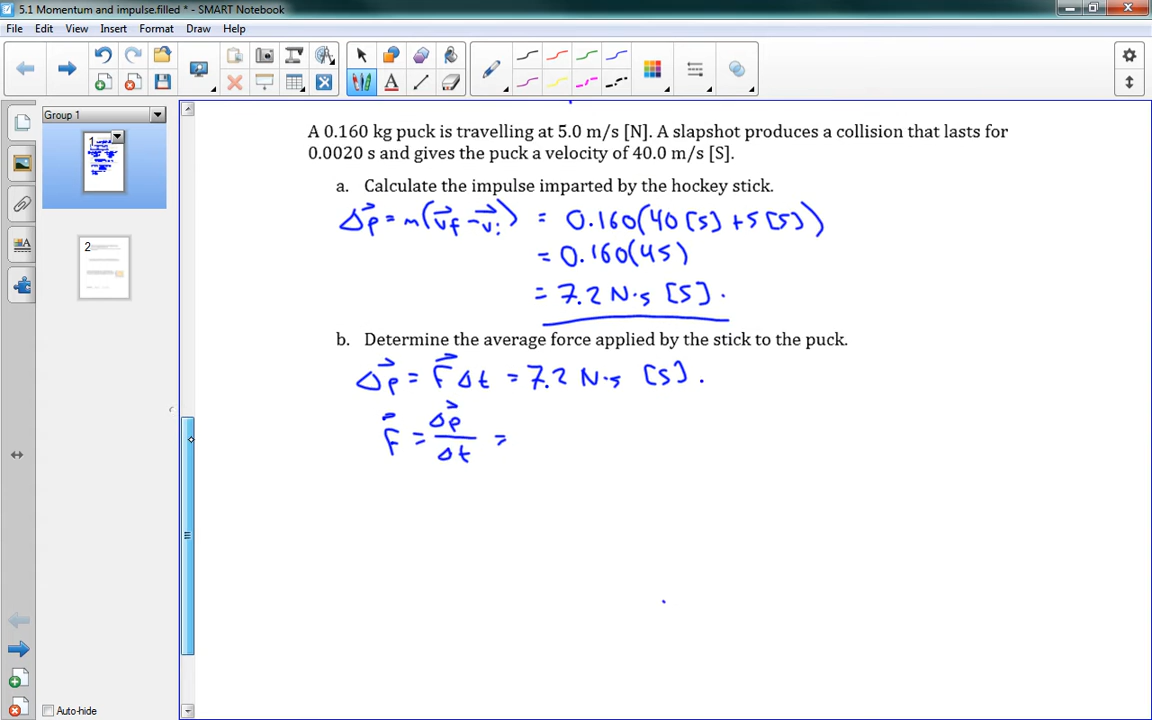 5.1 Momentum and impulse.filled * - SMART Notebook
File Edit View Insert Format Draw Help
Group 1
1
2
A 0.160 kg puck is travelling at 5.0 m/s [N]. A slapshot produces a collision that lasts for
0.0020 s and gives the puck a velocity of 40.0 m/s [S].
a. Calculate the impulse imparted by the hockey stick.
Δp⃗ = m(v⃗f - v⃗i) = 0.160(40 [S] + 5 [S])
= 0.160(45)
= 7.2 N·s [S].
b. Determine the average force applied by the stick to the puck.
Δp⃗ = F⃗ Δt = 7.2 N·s [S].
F⃗ = Δp⃗ / Δt =
Auto-hide